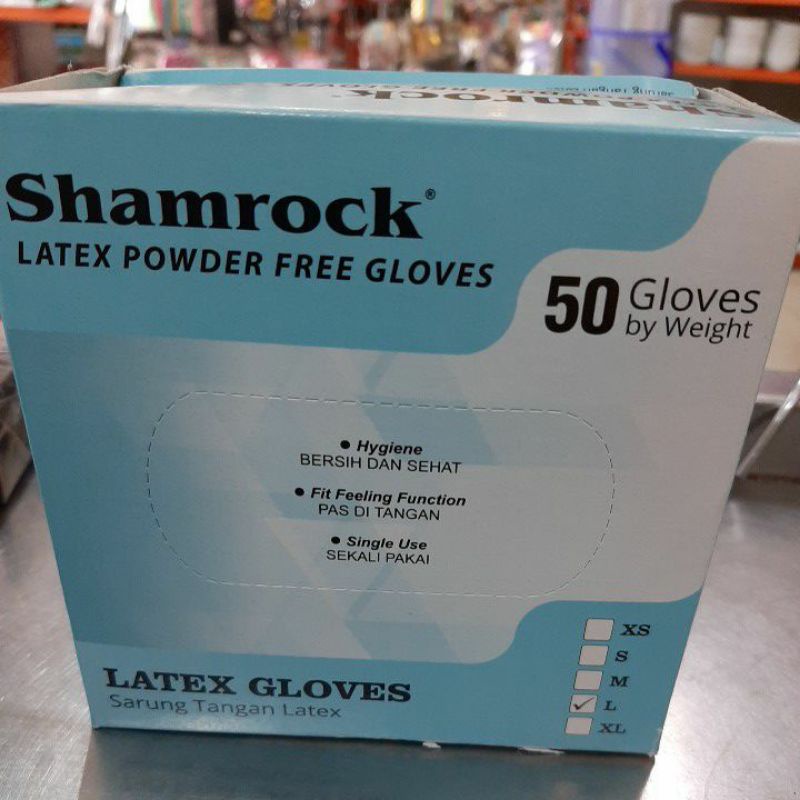 Shamrock®
LATEX POWDER FREE GLOVES
50 Gloves
by Weight
● Hygiene
BERSIH DAN SEHAT
● Fit Feeling Function
PAS DI TANGAN
● Single Use
SEKALI PAKAI
XS
S
M
✓ L
XL
LATEX GLOVES
Sarung Tangan Latex